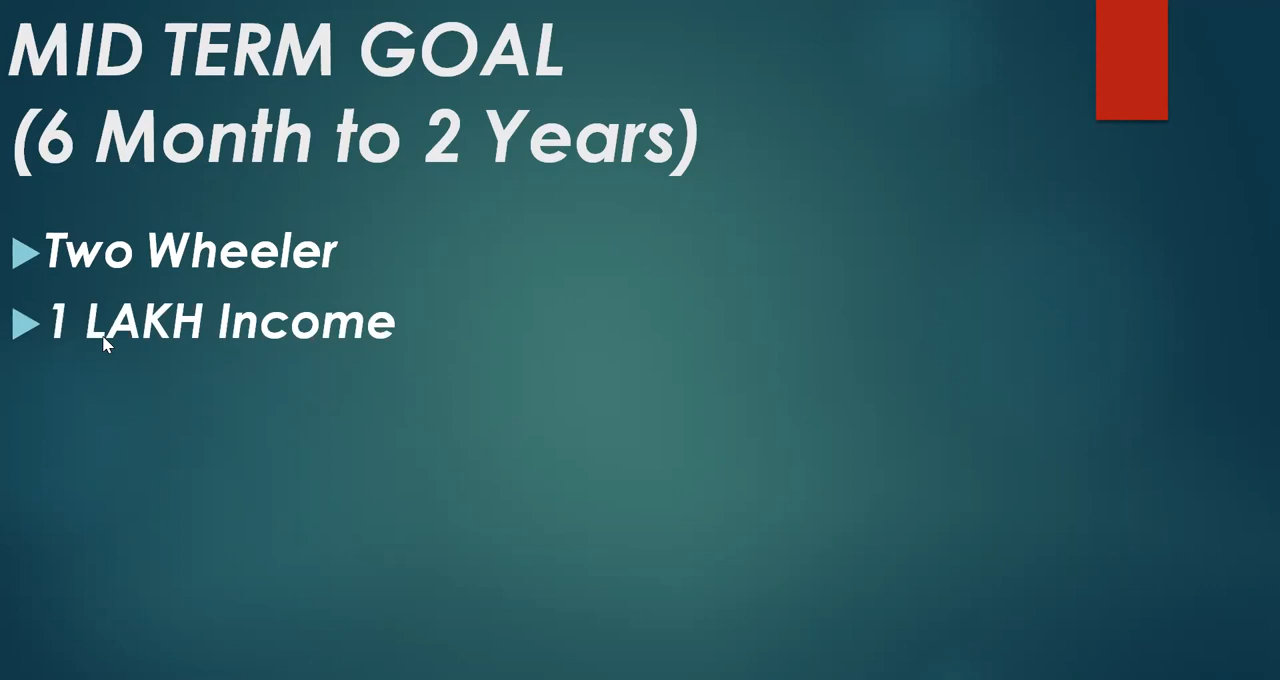 MID TERM GOAL
(6 Month to 2 Years)
Two Wheeler
1 LAKH Income